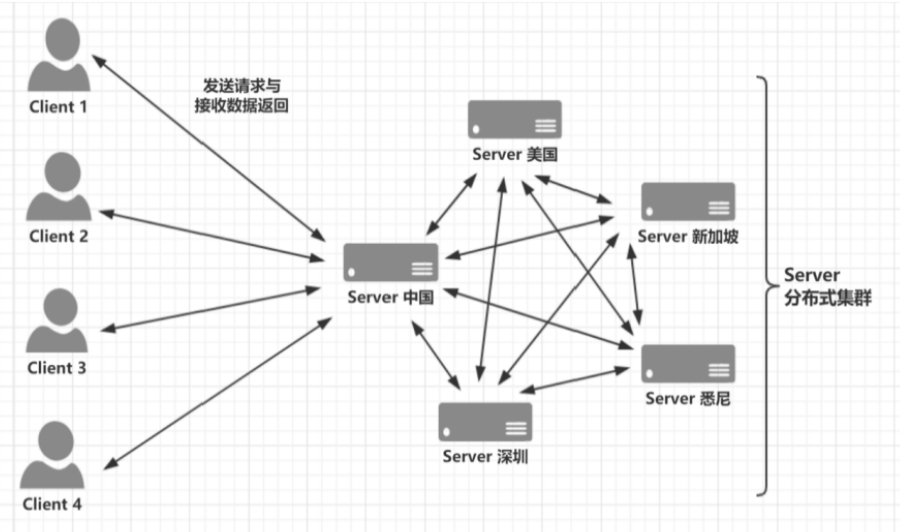 Client 1
发送请求与
接收数据返回
Client 2
Client 3
Client 4
Server 中国
Server 美国
Server 新加坡
Server 悉尼
Server 深圳
Server
分布式集群